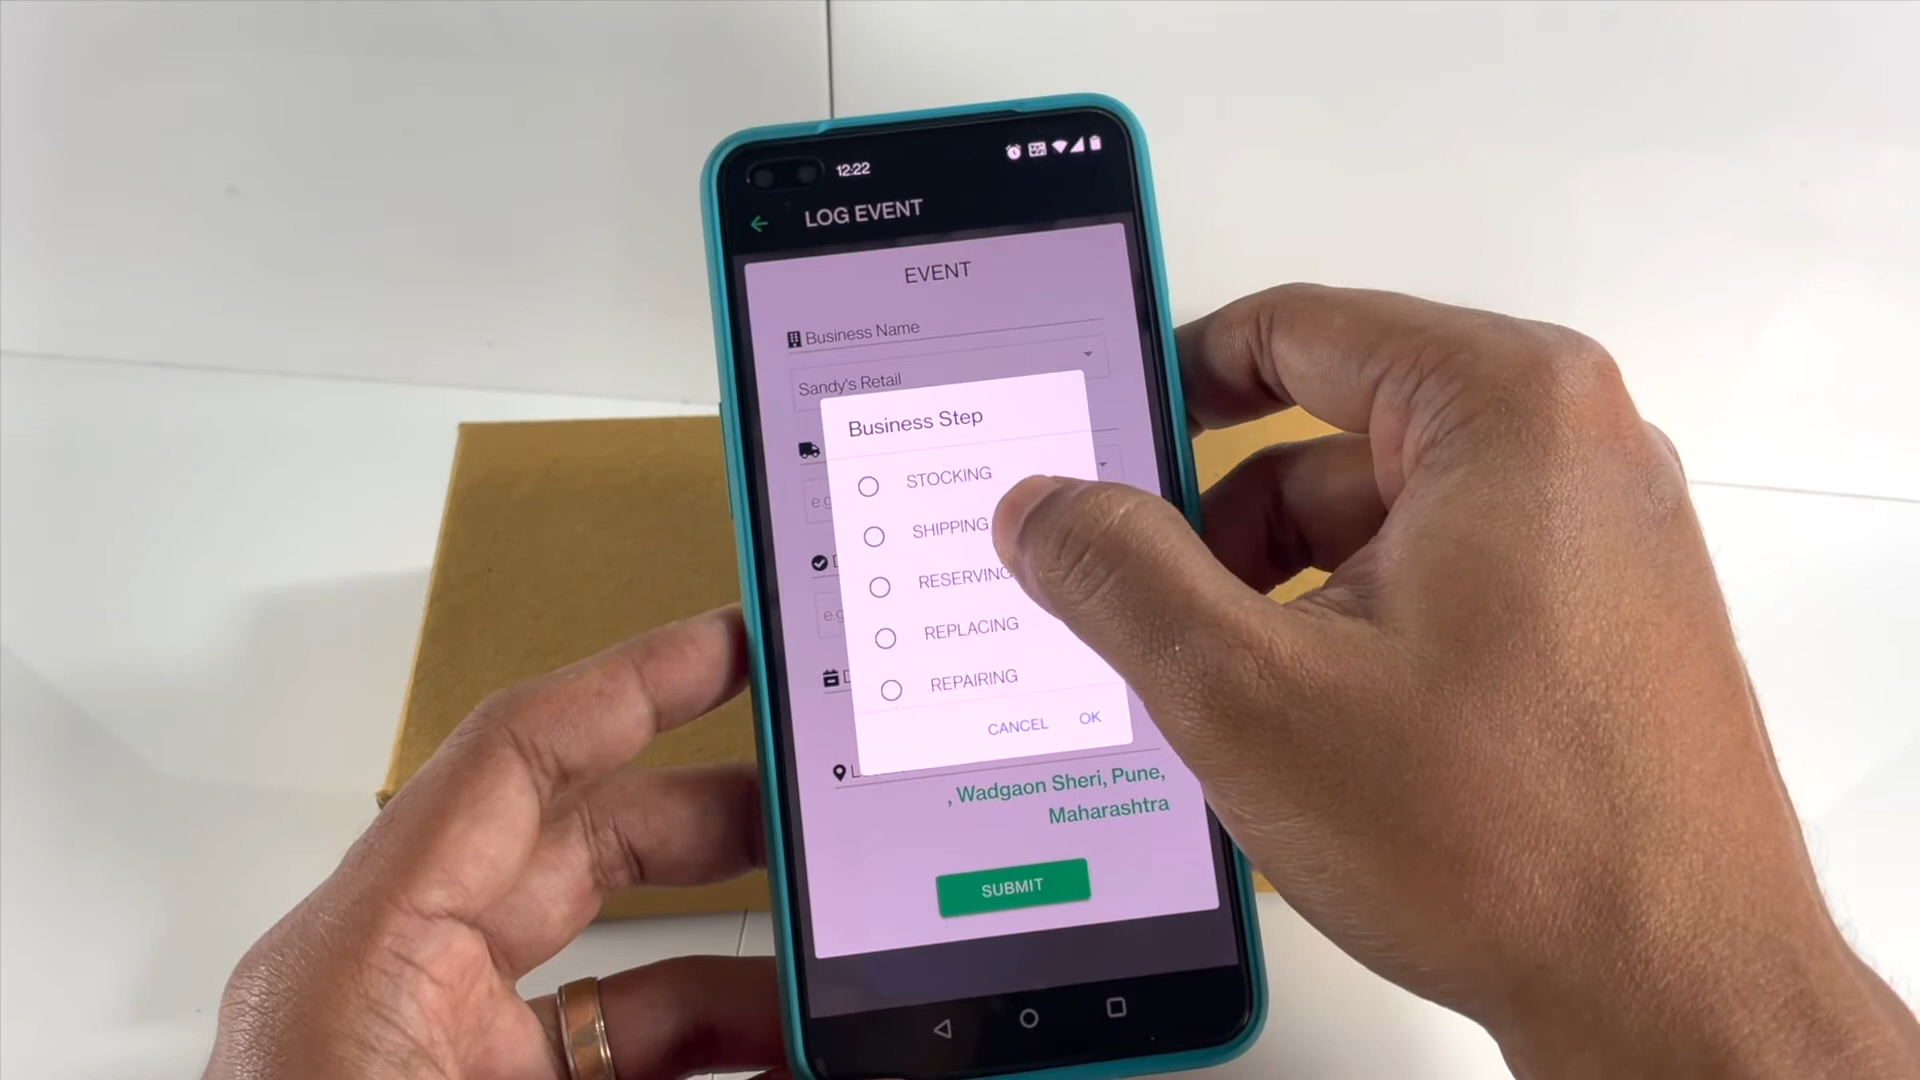 12:22
LOG EVENT
EVENT
Business Name
Sandy's Retail
Business Step
STOCKING
SHIPPING
RESERVING
REPLACING
REPAIRING
CANCEL OK
, Wadgaon Sheri, Pune,
Maharashtra
SUBMIT